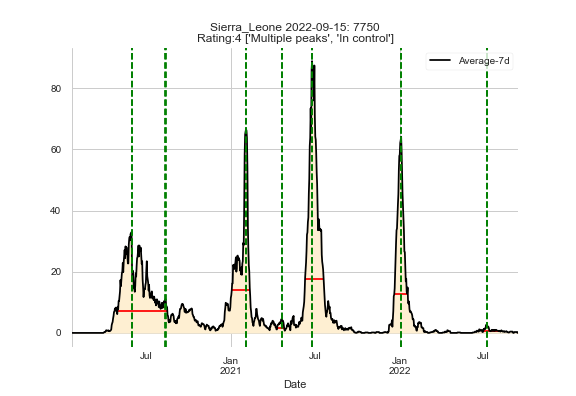 Sierra_Leone 2022-09-15: 7750
Rating:4 ['Multiple peaks', 'In control']
Average-7d
80
60
40
20
0
Jul
Jan
2021
Jul
Jan
2022
Jul
Date